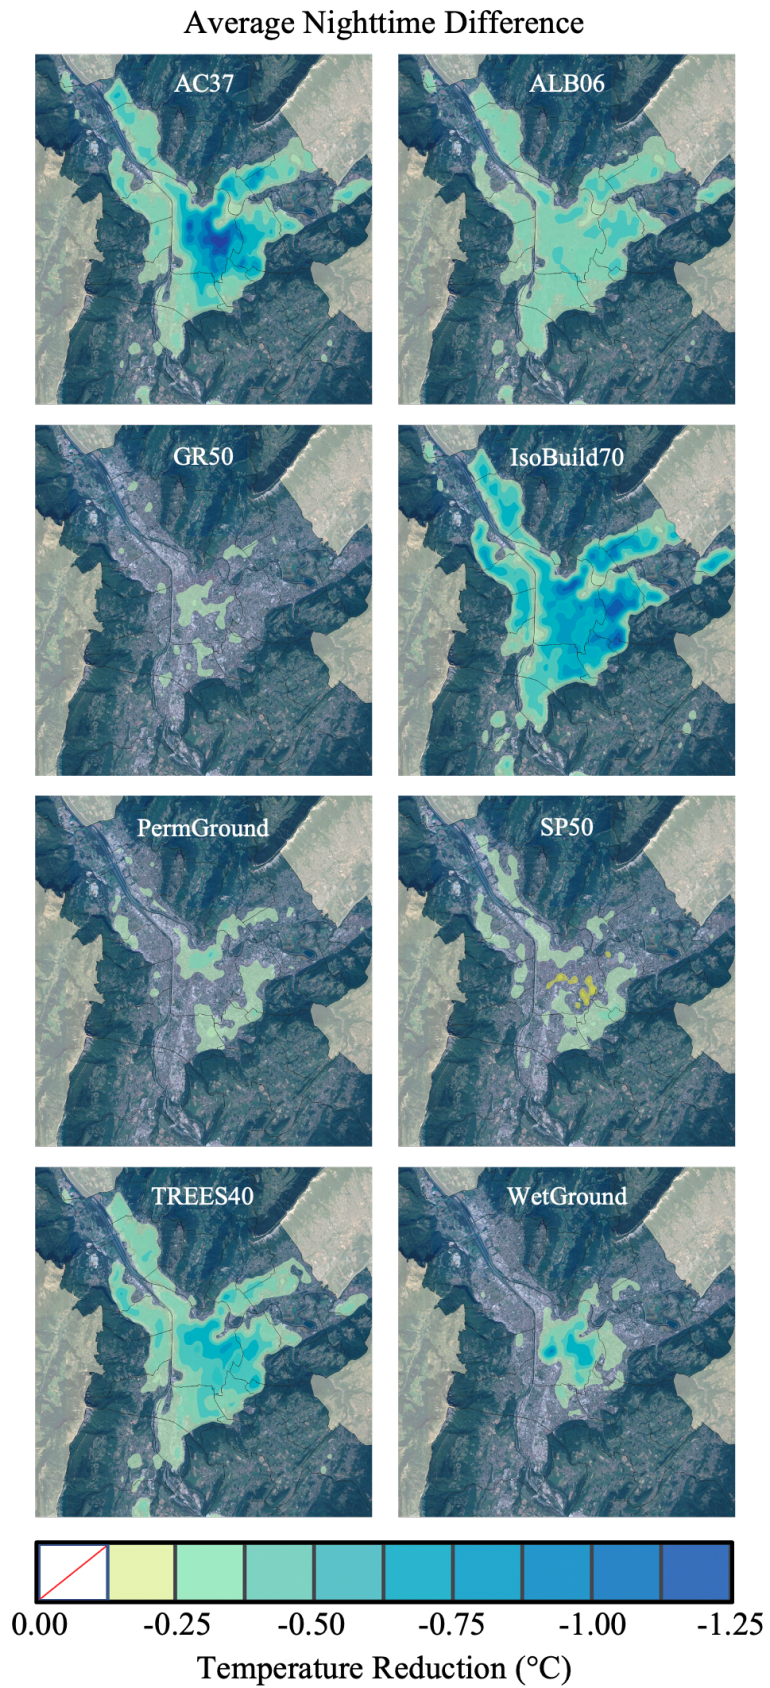 Average Nighttime Difference
AC37
ALB06
GR50
IsoBuild70
PermGround
SP50
TREES40
WetGround
0.00 -0.25 -0.50 -0.75 -1.00 -1.25
Temperature Reduction (°C)